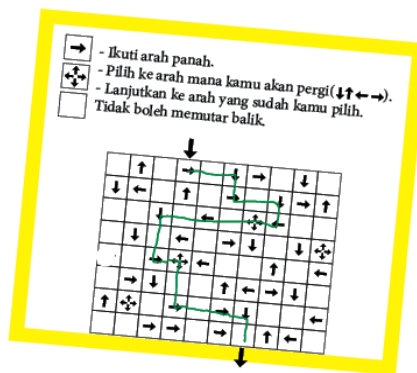 - Ikuti arah panah.
- Pilih ke arah mana kamu akan pergi(↓↑←→).
- Lanjutkan ke arah yang sudah kamu pilih.
Tidak boleh memutar balik.